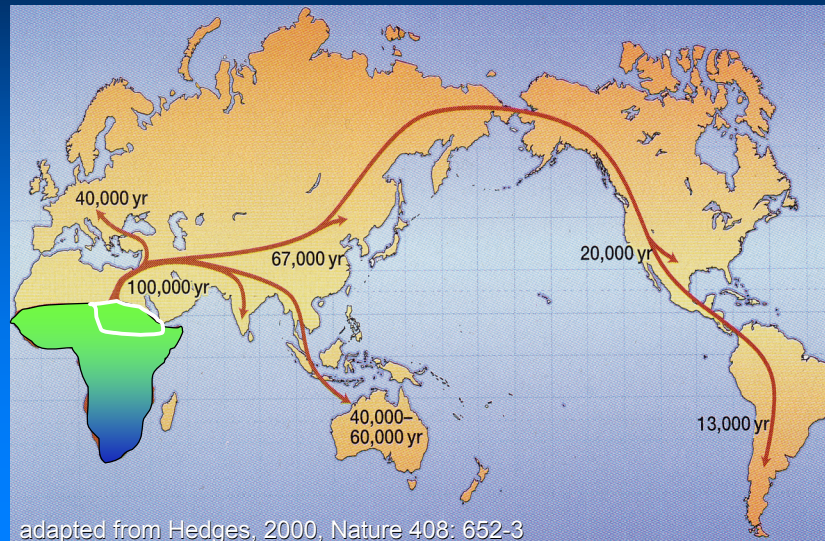 40,000 yr
67,000 yr
20,000 yr
100,000 yr
40,000–
60,000 yr
13,000 yr
adapted from Hedges, 2000, Nature 408: 652-3